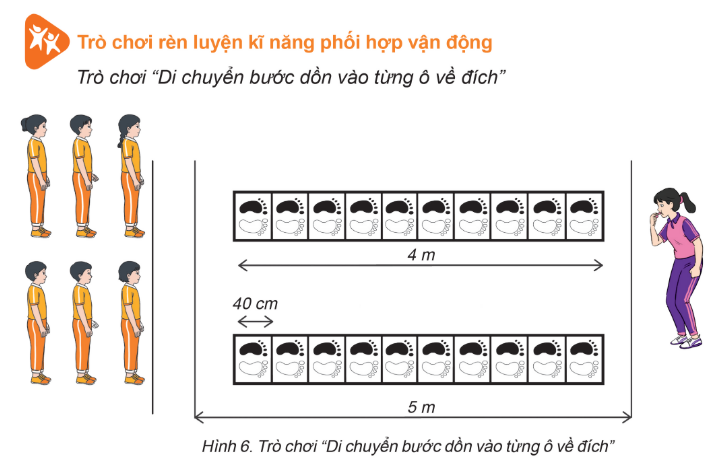 Trò chơi rèn luyện kĩ năng phối hợp vận động
Trò chơi “Di chuyển bước dồn vào từng ô về đích”
4 m
40 cm
5 m
Hình 6. Trò chơi “Di chuyển bước dồn vào từng ô về đích”